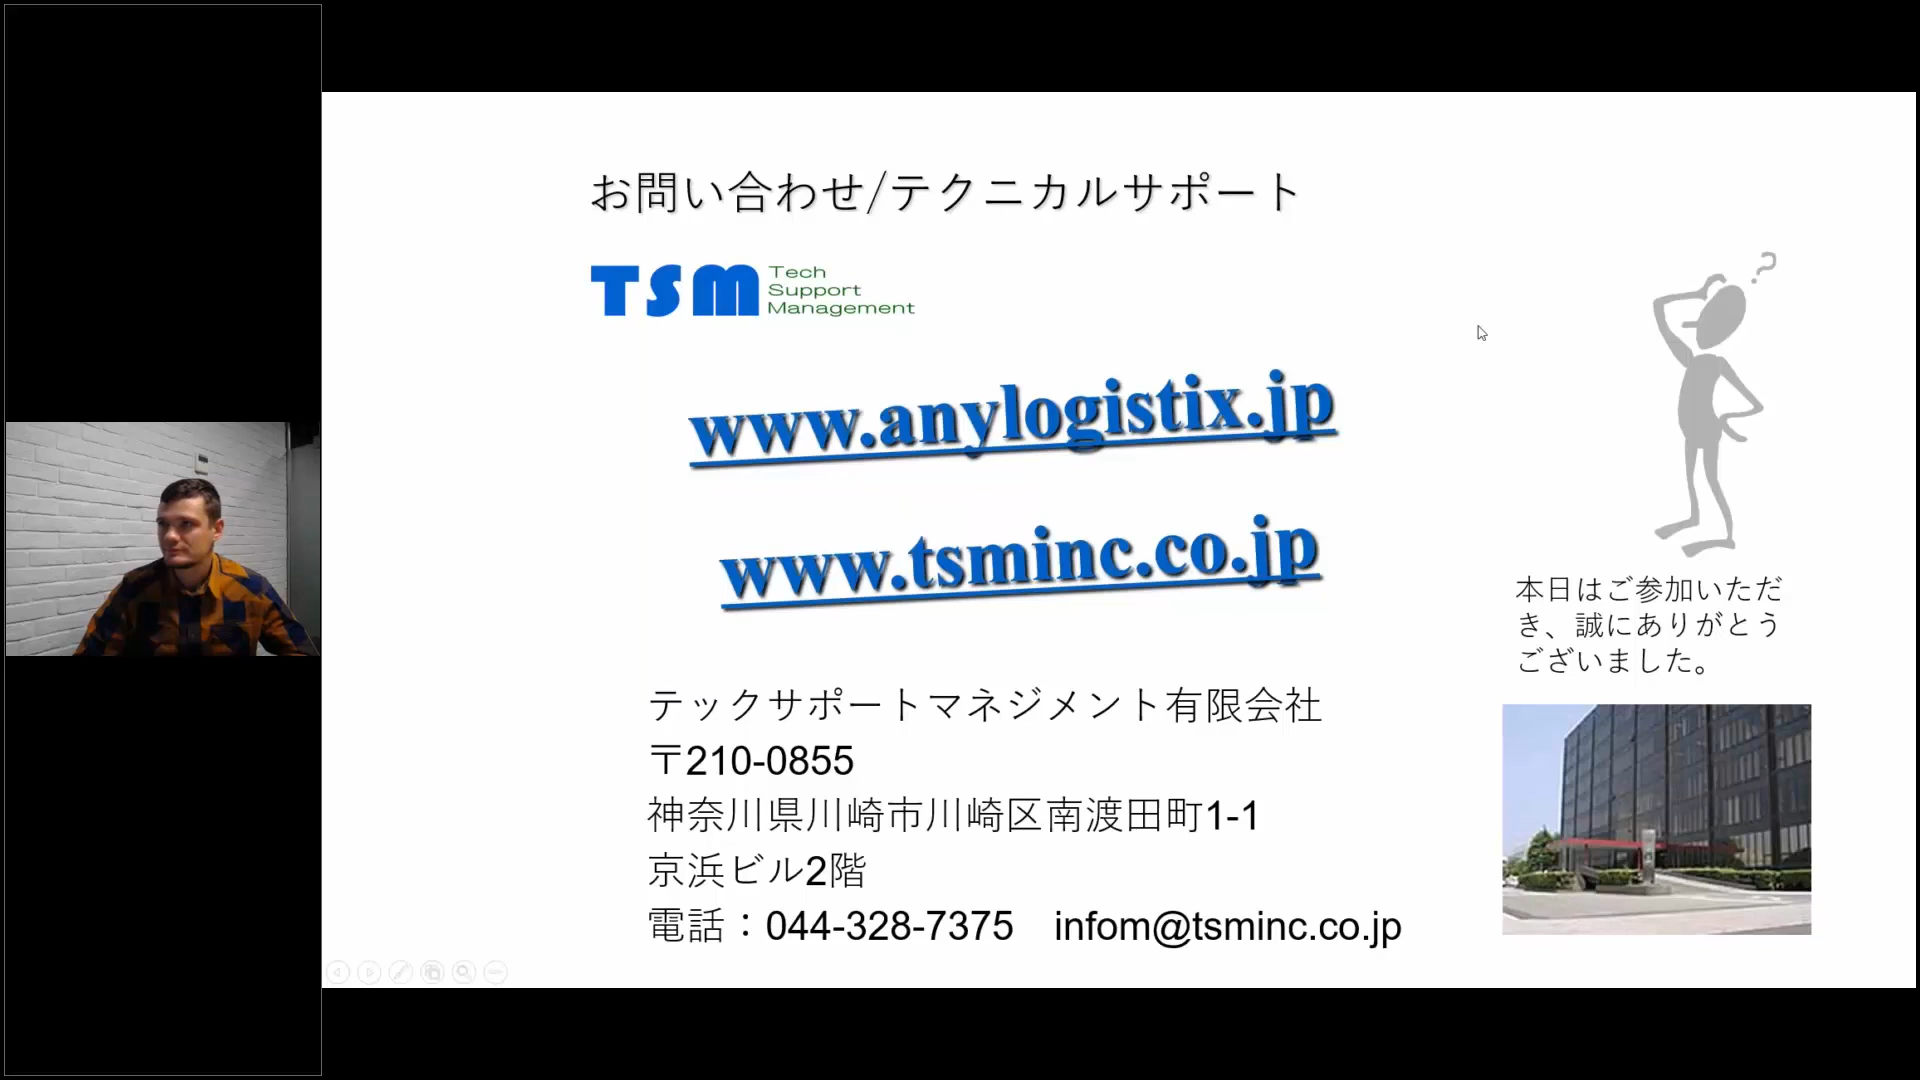 お問い合わせ/テクニカルサポート
TSM
Tech
Support
Management
www.anylogistix.jp
www.tsminc.co.jp
?
本日はご参加いただ
き、誠にありがとう
ございました。
テックサポートマネジメント有限会社
〒210-0855
神奈川県川崎市川崎区南渡田町1-1
京浜ビル2階
電話：044-328-7375　infom@tsminc.co.jp